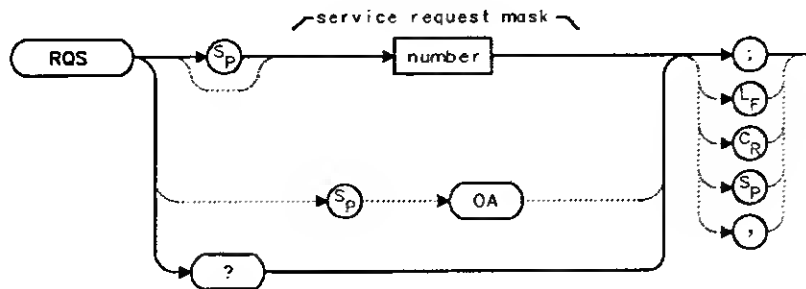 service request mask
RQS
SP
number
;
LF
CR
SP
,
SP
OA
?